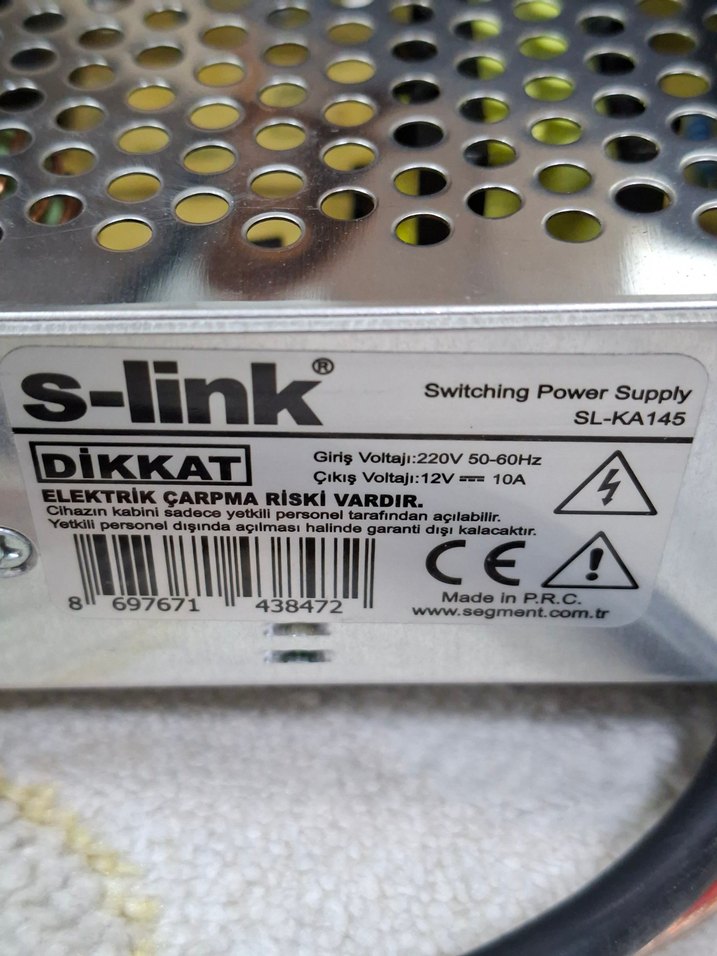 s-link®
Switching Power Supply
SL-KA145
DİKKAT
Giriş Voltajı:220V 50-60Hz
Çıkış Voltajı:12V ⎓ 10A
ELEKTRİK ÇARPMA RİSKİ VARDIR.
Cihazın kabini sadece yetkili personel tarafından açılabilir.
Yetkili personel dışında açılması halinde garanti dışı kalacaktır.
8 697671 438472
CE
Made in P.R.C.
www.segment.com.tr